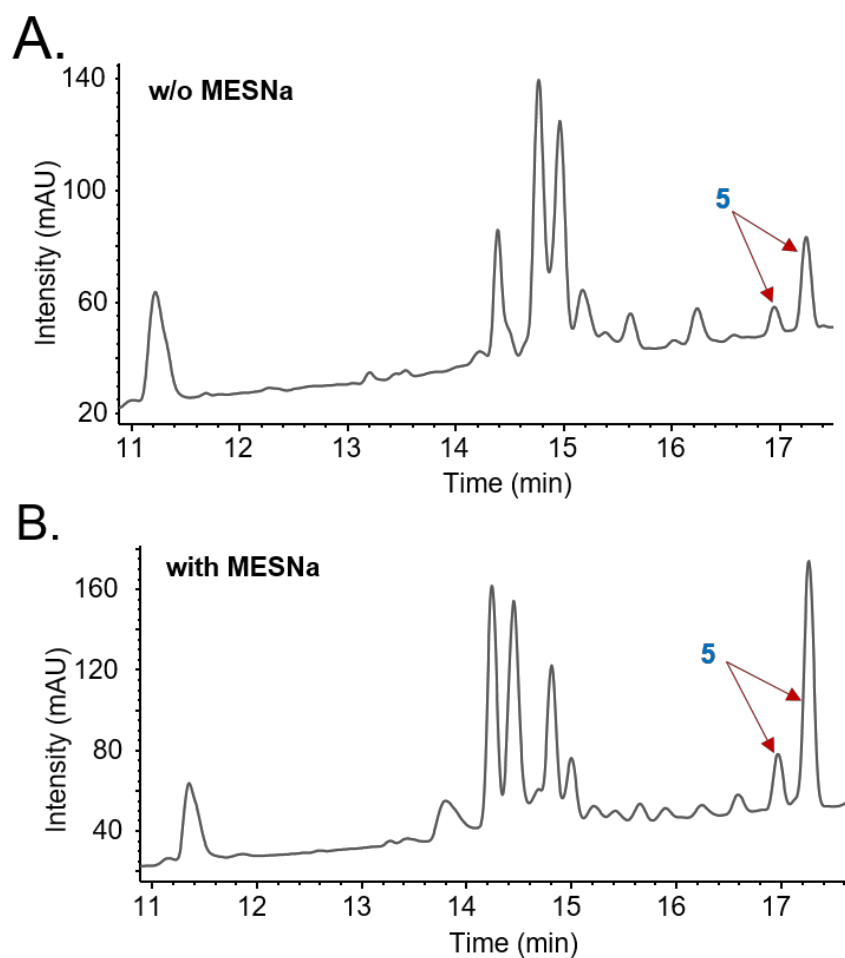 A.
w/o MESNa
140
100
60
20
Intensity (mAU)
5
11 12 13 14 15 16 17
Time (min)
B.
with MESNa
160
120
80
40
Intensity (mAU)
5
11 12 13 14 15 16 17
Time (min)